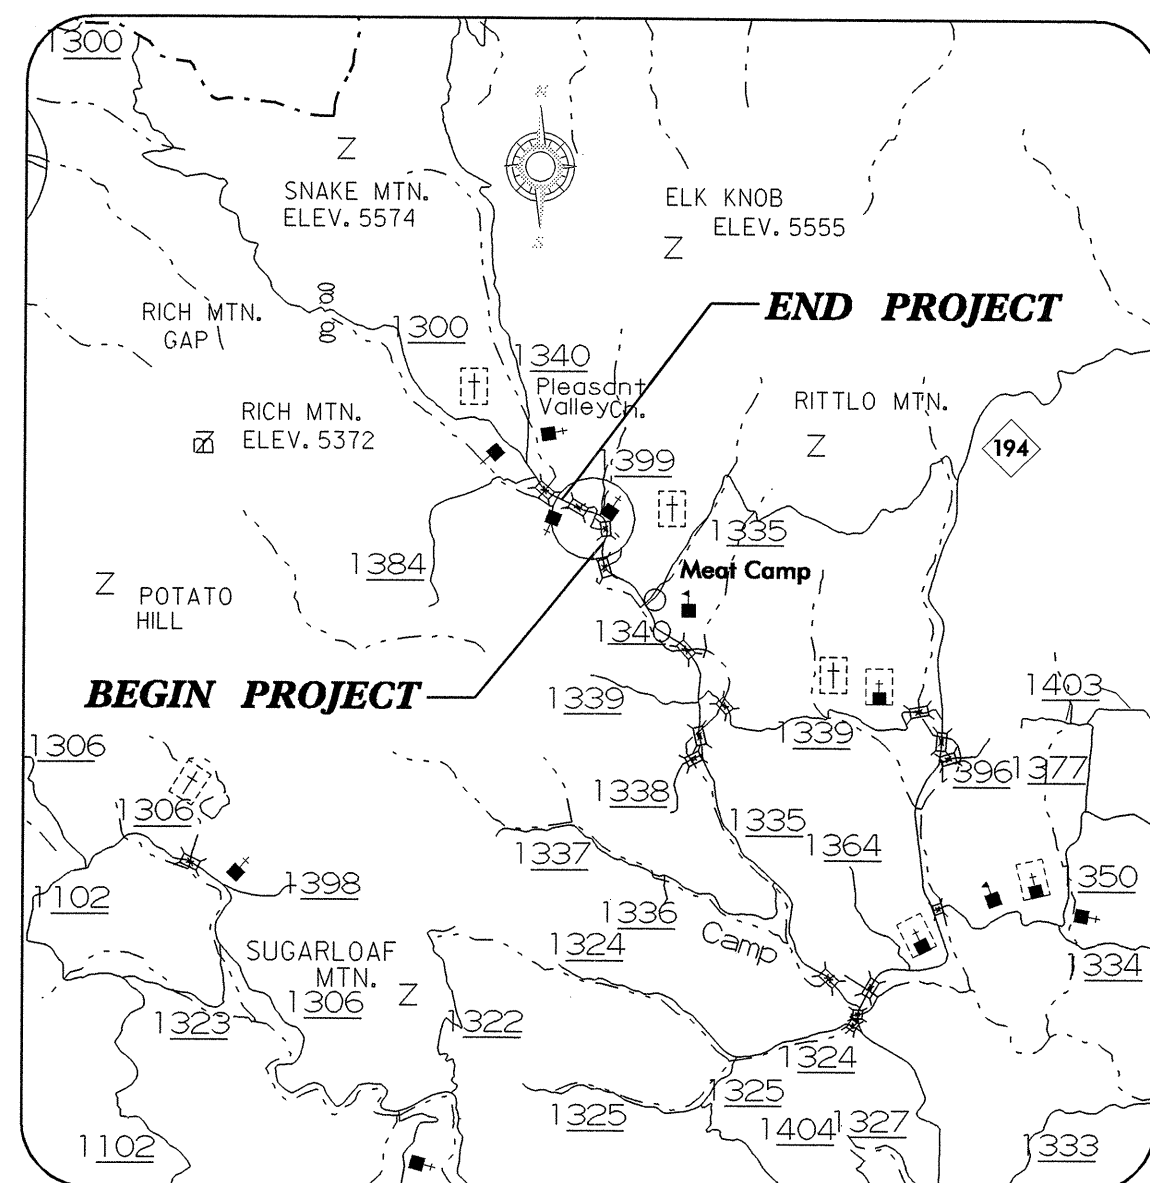 1300
N
SNAKE MTN.
ELEV. 5574
ELK KNOB
ELEV. 5555
S
END PROJECT
RICH MTN.
GAP
1300
1340
Pleasant
Valley Ch.
RITTLO MTN.
RICH MTN.
ELEV. 5372
194
1399
1335
1384
Meat Camp
POTATO
HILL
1340
BEGIN PROJECT
1339
1403
1339
1306
1396
1377
1338
1306
1335
1364
1337
1398
1102
350
1336
Camp
SUGARLOAF
MTN.
1324
1334
1306
1323
1322
1324
1325
1325
1404
1327
1102
1333